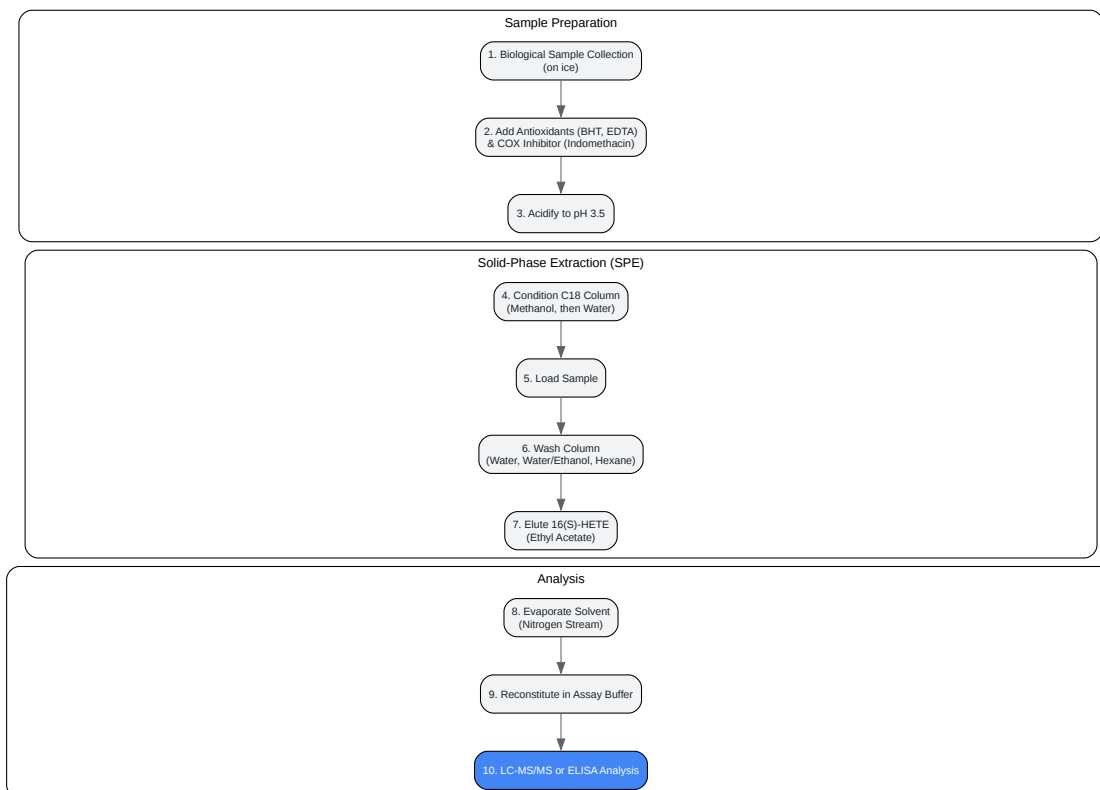 Sample Preparation
1. Biological Sample Collection
(on ice)
2. Add Antioxidants (BHT, EDTA)
& COX Inhibitor (Indomethacin)
3. Acidify to pH 3.5
Solid-Phase Extraction (SPE)
4. Condition C18 Column
(Methanol, then Water)
5. Load Sample
6. Wash Column
(Water, Water/Ethanol, Hexane)
7. Elute 16(S)-HETE
(Ethyl Acetate)
Analysis
8. Evaporate Solvent
(Nitrogen Stream)
9. Reconstitute in Assay Buffer
10. LC-MS/MS or ELISA Analysis